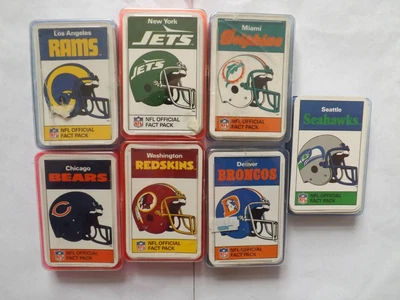 Los Angeles
RAMS
NFL OFFICIAL
FACT PACK
New York
JETS
JETS
NFL OFFICIAL
FACT PACK
Miami
Dolphins
NFL OFFICIAL
FACT PACK
Seattle
Seahawks
NFL OFFICIAL
FACT PACK
Chicago
BEARS
NFL OFFICIAL
FACT PACK
Washington
REDSKINS
NFL OFFICIAL
FACT PACK
Denver
BRONCOS
NFL OFFICIAL
FACT PACK